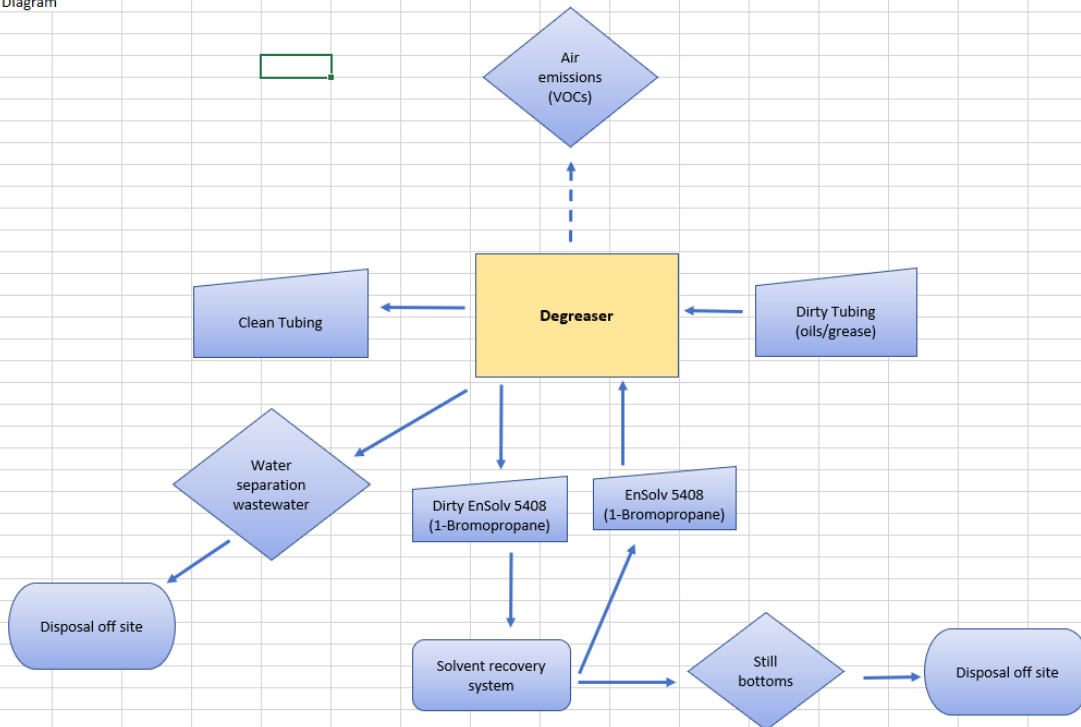 Diagram
Air
emissions
(VOCs)
Clean Tubing
Degreaser
Dirty Tubing
(oils/grease)
Water
separation
wastewater
Dirty EnSolv 5408
(1-Bromopropane)
EnSolv 5408
(1-Bromopropane)
Disposal off site
Solvent recovery
system
Still
bottoms
Disposal off site